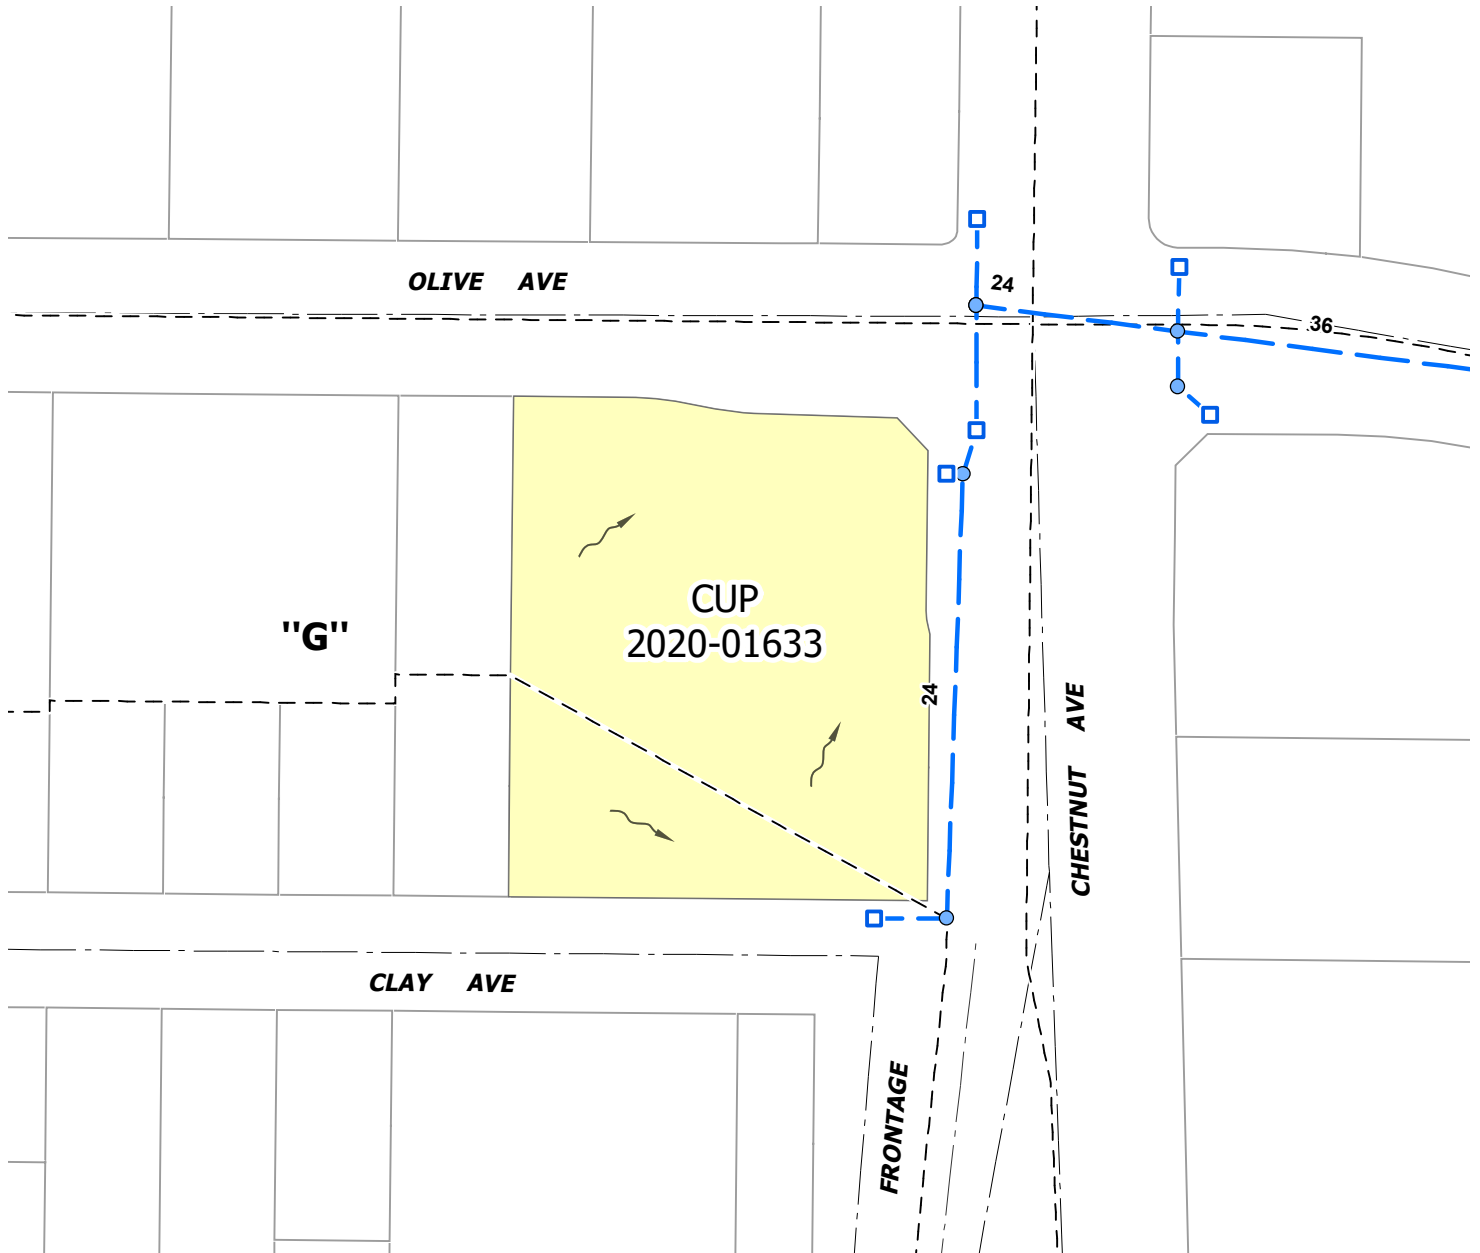 OLIVE AVE
24
36
CUP
2020-01633
"G"
24
CHESTNUT AVE
CLAY AVE
FRONTAGE